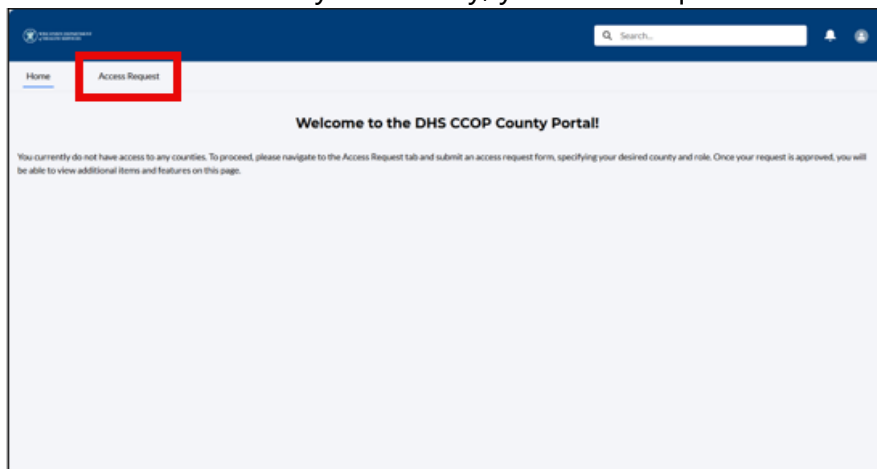 Search...
Home Access Request
Welcome to the DHS CCOP County Portal!
You currently do not have access to any counties. To proceed, please navigate to the Access Request tab and submit an access request form, specifying your desired county and role. Once your request is approved, you will
be able to view additional items and features on this page.